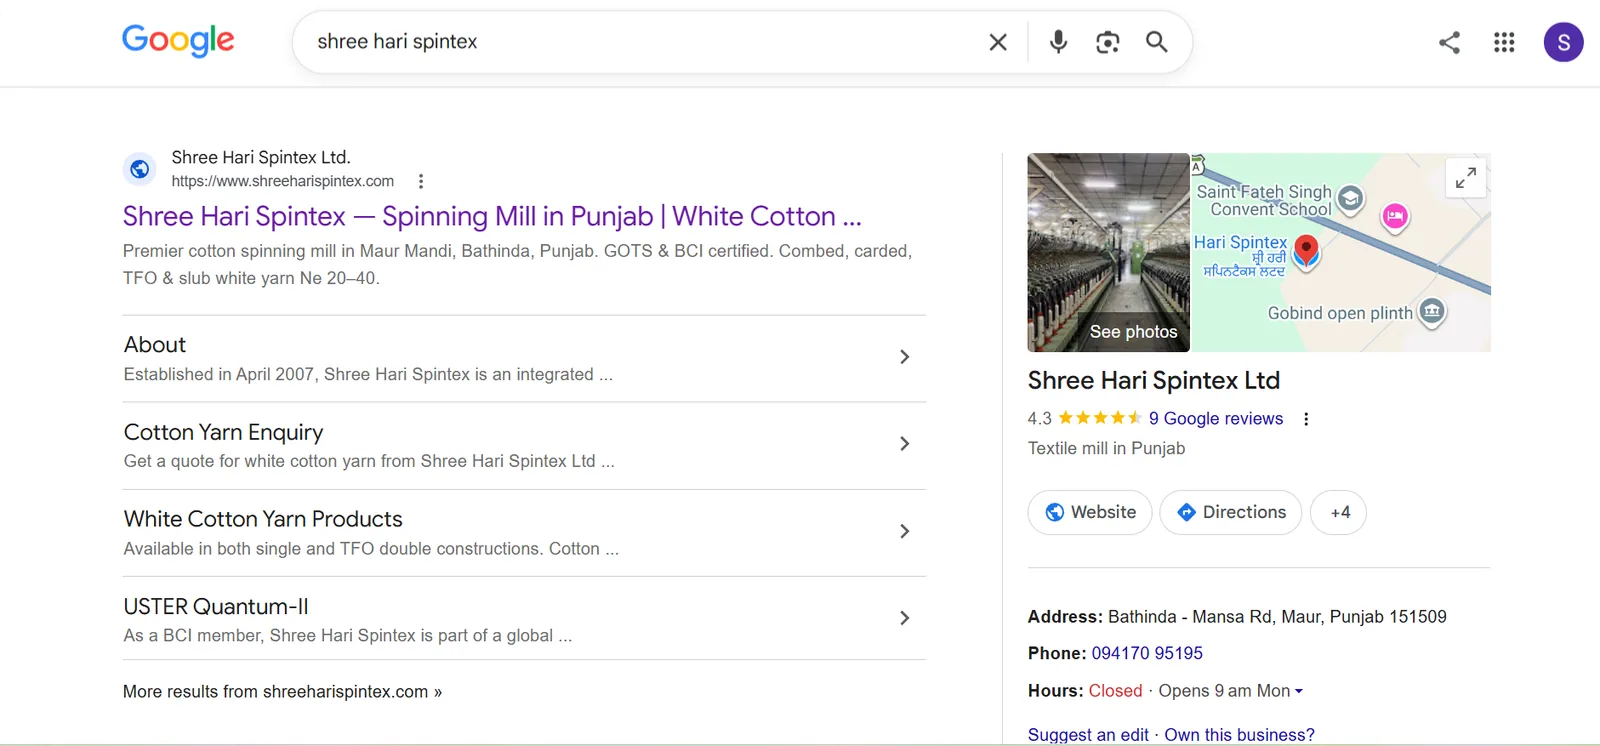 Google
shree hari spintex
S
Shree Hari Spintex Ltd.
https://www.shreeharispintex.com
Shree Hari Spintex — Spinning Mill in Punjab | White Cotton ...
Premier cotton spinning mill in Maur Mandi, Bathinda, Punjab. GOTS & BCI certified. Combed, carded,
TFO & slub white yarn Ne 20–40.
About
Established in April 2007, Shree Hari Spintex is an integrated ...
Cotton Yarn Enquiry
Get a quote for white cotton yarn from Shree Hari Spintex Ltd ...
White Cotton Yarn Products
Available in both single and TFO double constructions. Cotton ...
USTER Quantum-II
As a BCI member, Shree Hari Spintex is part of a global ...
More results from shreeharispintex.com »
See photos
A
Saint Fateh Singh
Convent School
Hari Spintex
ਸ਼੍ਰੀ ਹਰੀ
ਸਪਿਨਟੈਕਸ ਲਟਦ
Gobind open plinth
Shree Hari Spintex Ltd
4.3 9 Google reviews
Textile mill in Punjab
Website
Directions
+4
Address: Bathinda - Mansa Rd, Maur, Punjab 151509
Phone: 094170 95195
Hours: Closed · Opens 9 am Mon
Suggest an edit · Own this business?